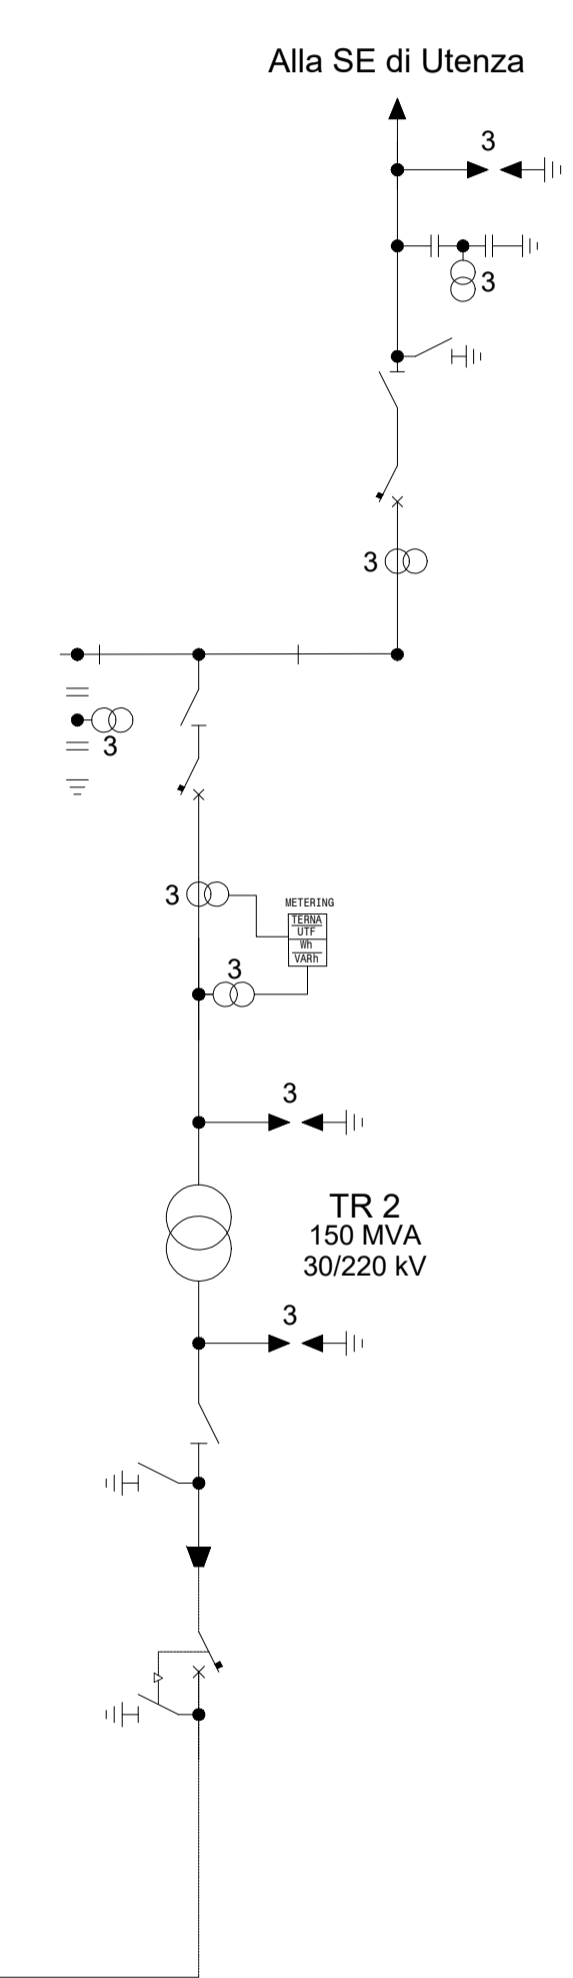 Alla SE di Utenza
3
3
3
3
3
METERING
TERNA
UTF
Wh
VARh
3
3
TR 2
150 MVA
30/220 kV
3